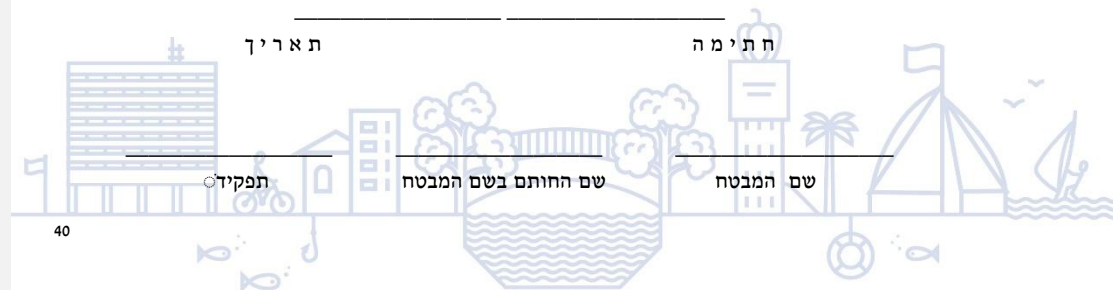 ח ת י מ ה ת א ר י ך
שם המבטח שם החותם בשם המבטח תפקידֹ
40